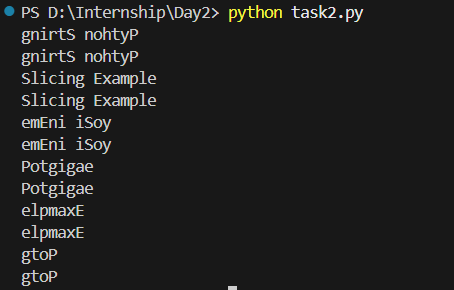 PS D:\Internship\Day2> python task2.py
gnirtS nohtyP
gnirtS nohtyP
Slicing Example
Slicing Example
emEni iSoy
emEni iSoy
Potgigae
Potgigae
elpmaxE
elpmaxE
gtoP
gtoP